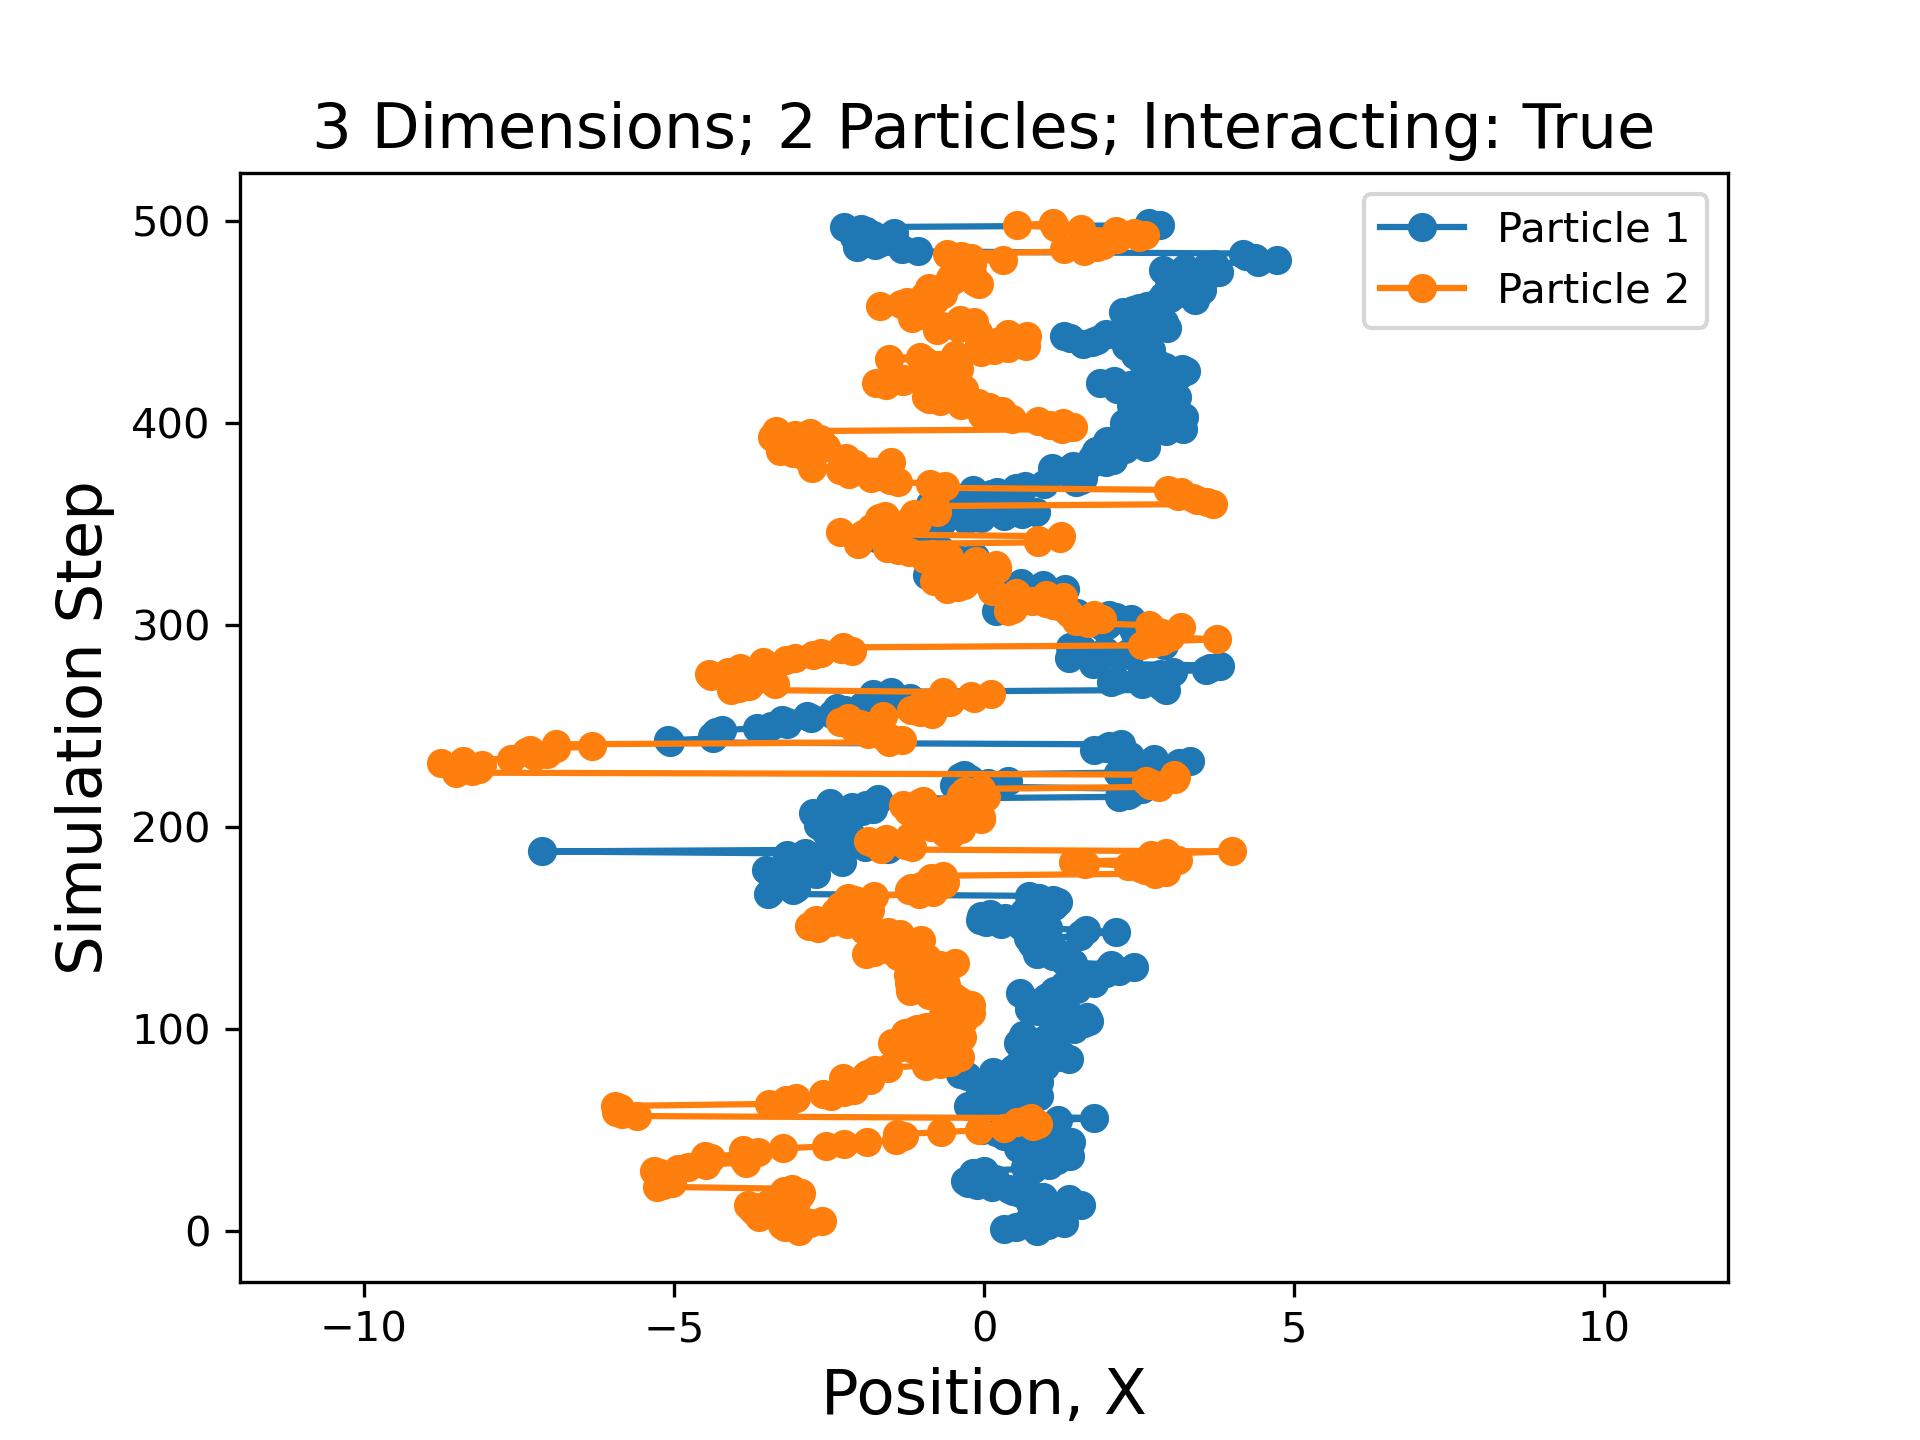 3 Dimensions; 2 Particles; Interacting: True
Particle 1
Particle 2
Simulation Step
500
400
300
200
100
0
−10
−5
0
5
10
Position, X